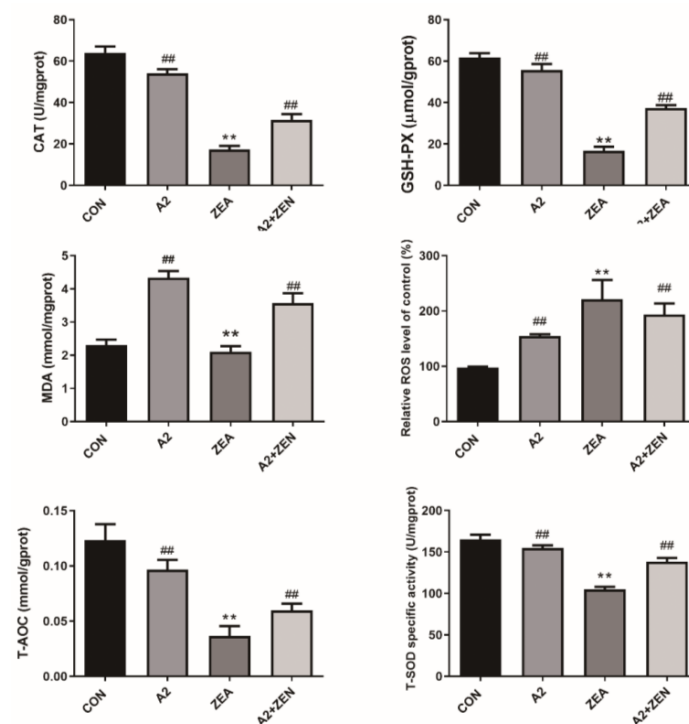 CAT (U/mgprot)
80
60
40
20
0
##
**
##
CON
A2
ZEA
A2+ZEN
GSH-PX (μmol/gprot)
80
60
40
20
0
##
**
##
CON
A2
ZEA
2+ZEA
MDA (mmol/mgprot)
5
4
3
2
1
0
##
**
##
CON
A2
ZEA
A2+ZEN
Relative ROS level of control (%)
300
200
100
0
##
**
##
CON
A2
ZEA
A2+ZEN
T-AOC (mmol/gprot)
0.15
0.10
0.05
0.00
##
**
##
CON
A2
ZEA
A2+ZEN
T-SOD specific activity (U/mgprot)
200
150
100
50
0
##
**
##
CON
A2
ZEA
A2+ZEN